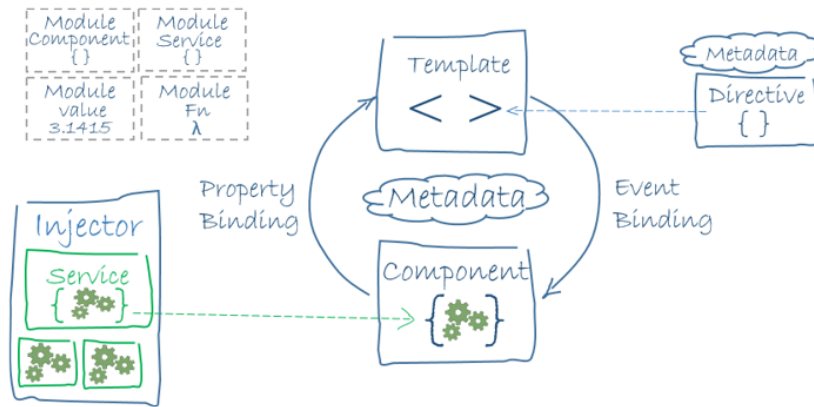 Module
Component
{ }
Module
Service
{ }
Module
value
3.1415
Module
Fn
λ
Template
< >
Metadata
Directive
{ }
Property
Binding
Metadata
Event
Binding
Injector
Service
{ }
Component
{ }